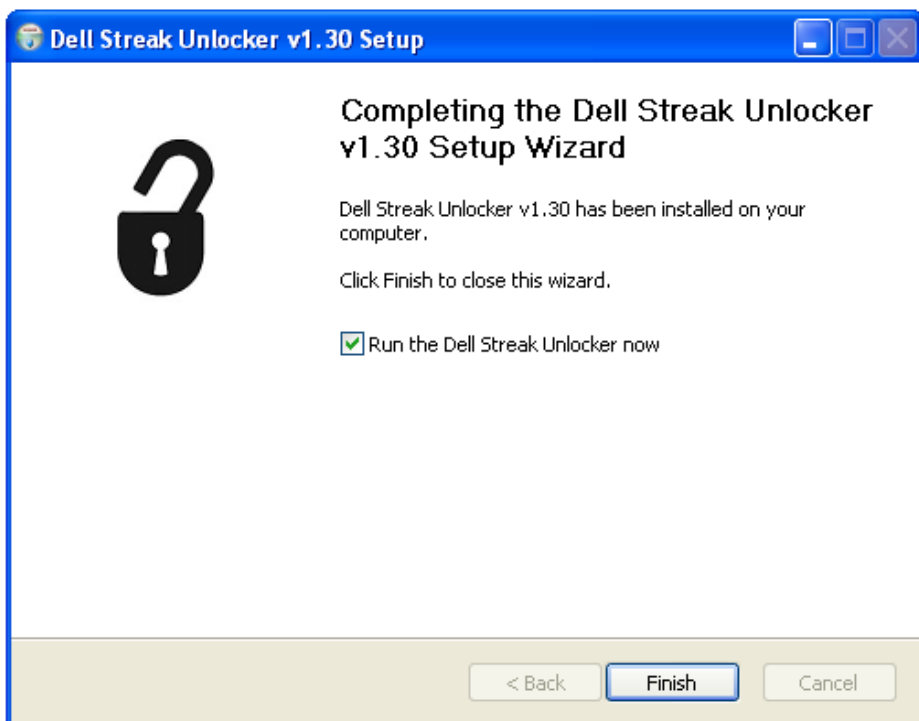 Dell Streak Unlocker v1.30 Setup
Completing the Dell Streak Unlocker
v1.30 Setup Wizard
Dell Streak Unlocker v1.30 has been installed on your
computer.
Click Finish to close this wizard.
Run the Dell Streak Unlocker now
< Back
Finish
Cancel